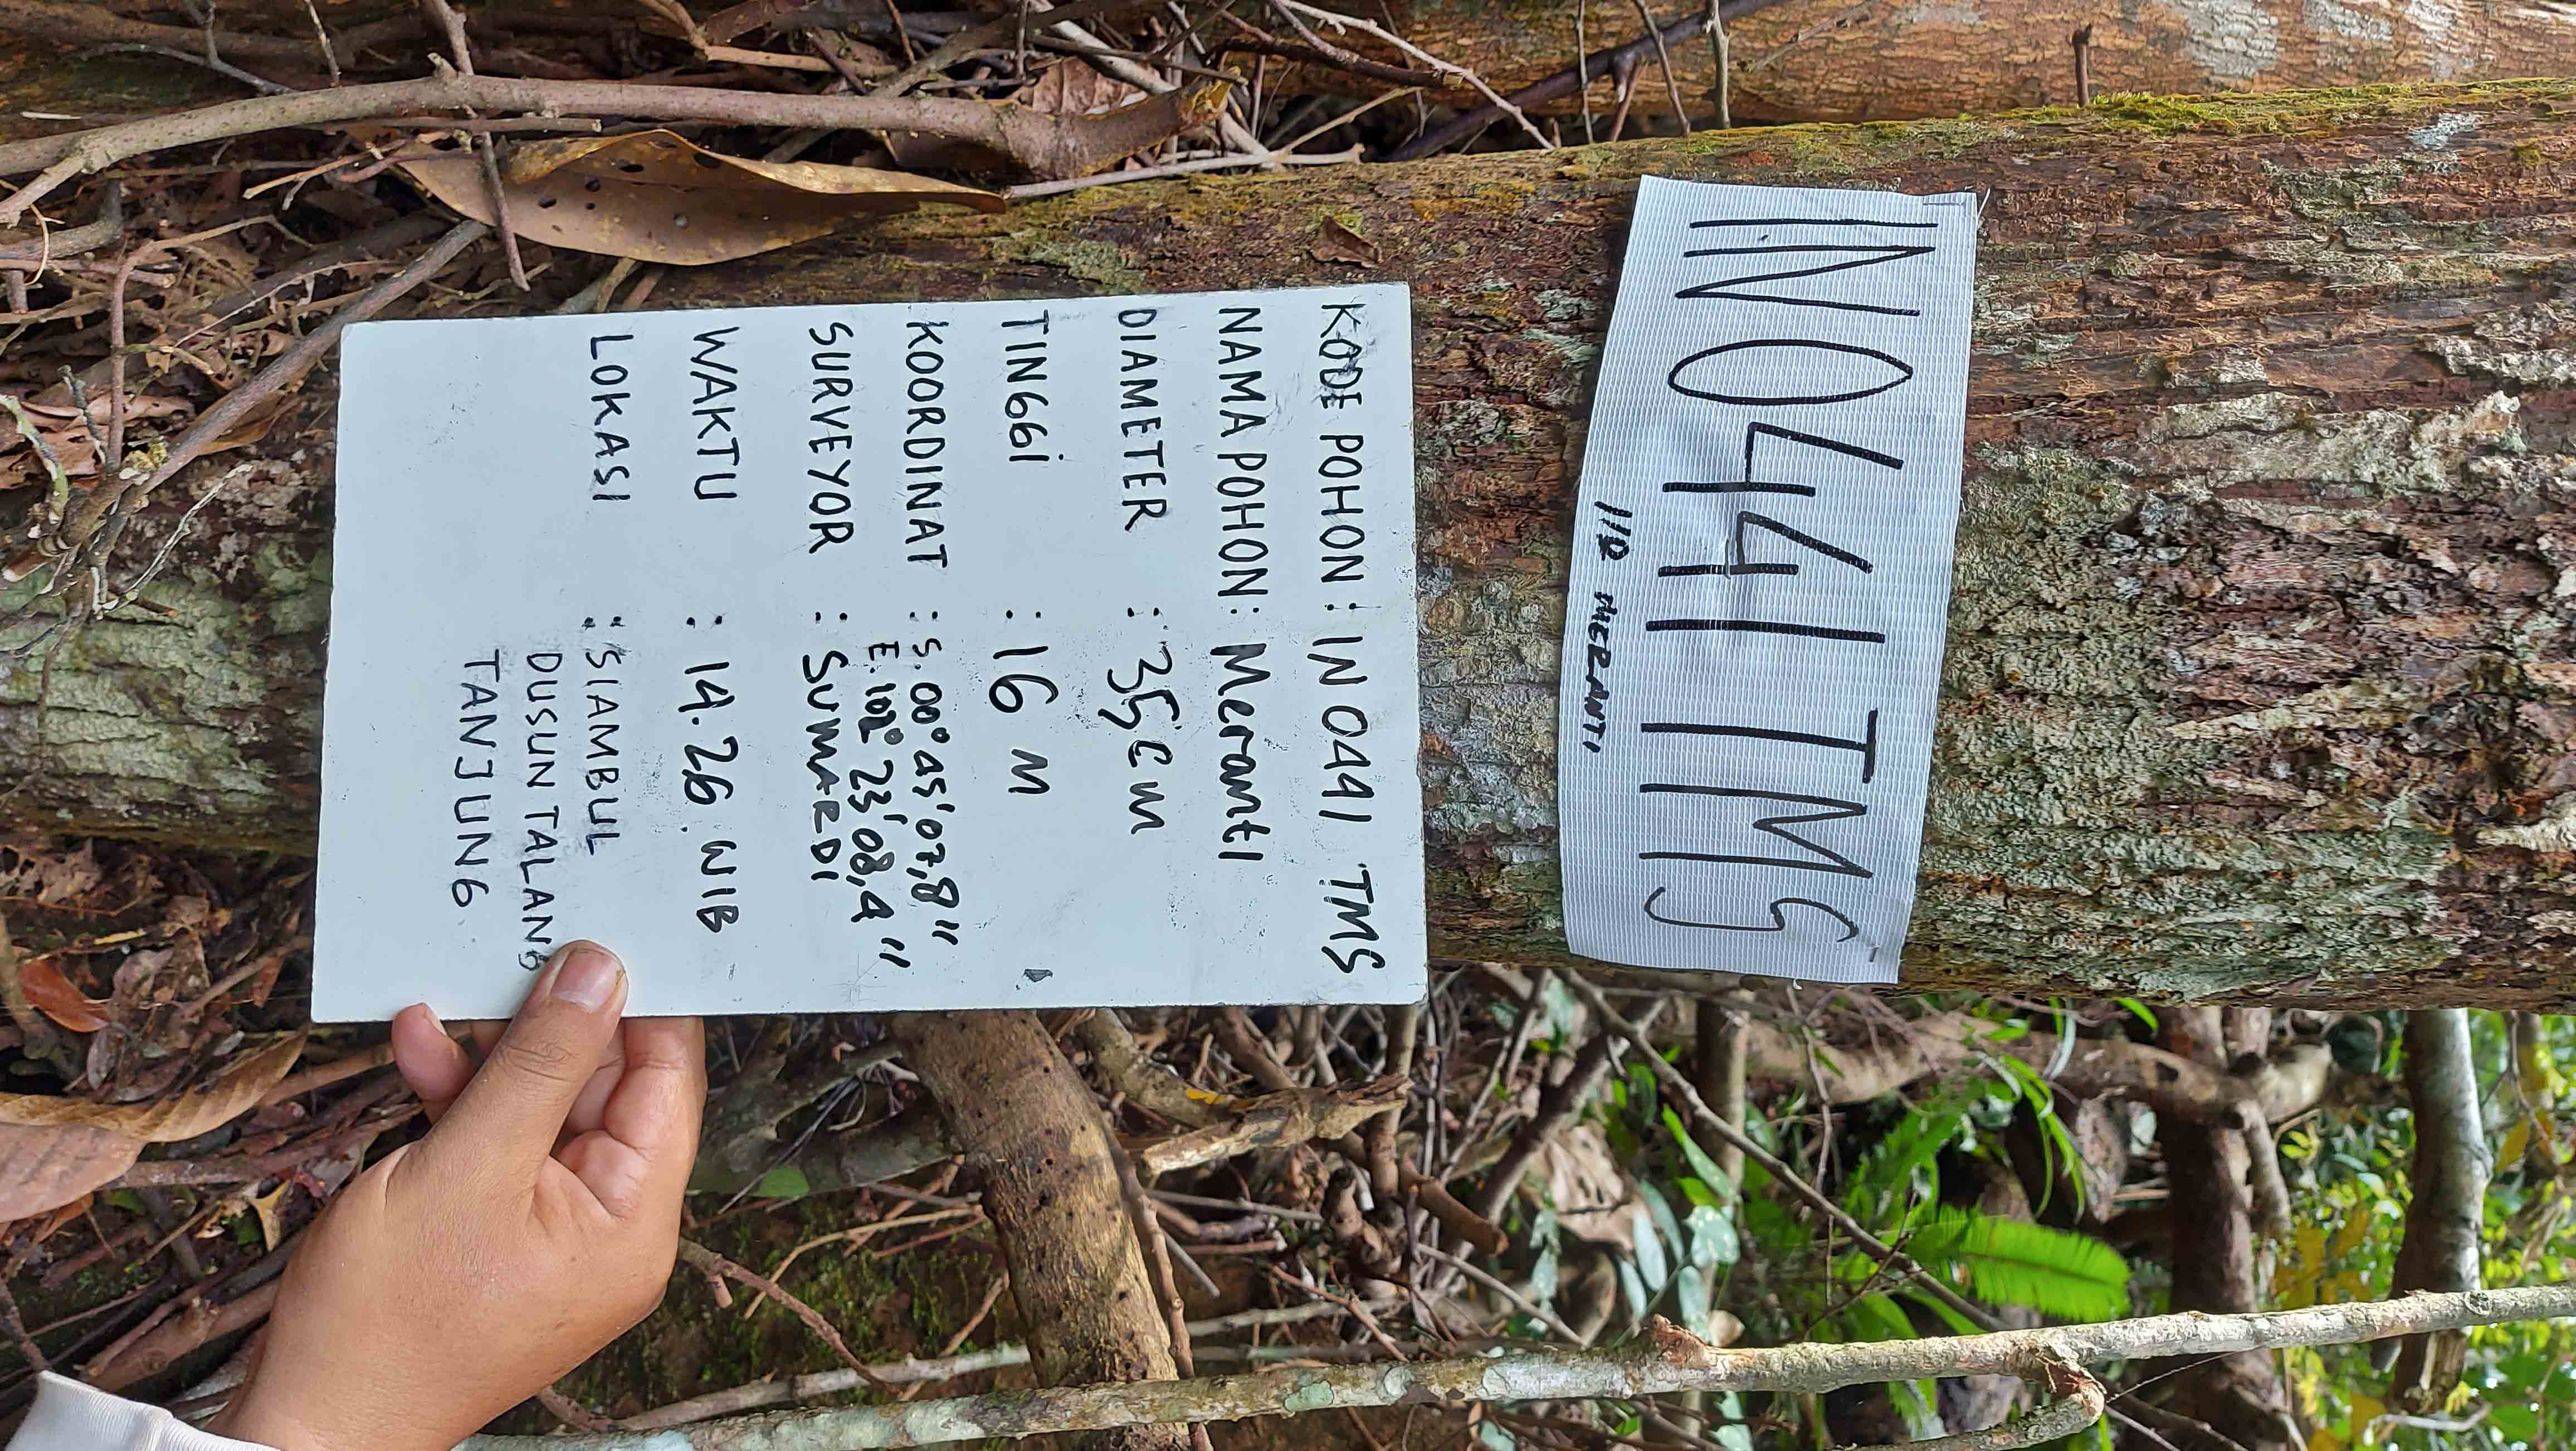 IN0441 TMS
110 MERANTI
KODE POHON : IN 0441 TMS
NAMA POHON : Meranti
DIAMETER : 35 cm
TINGGi : 16 M
KOORDINAT : S. 00° 45' 07,8"
E. 102° 23' 08,4"
SURVEYOR : SUMARDI
WAKTU : 14.26 WIB
LOKASI : SIAMBUL
DUSUN TALANG
TANJUNG